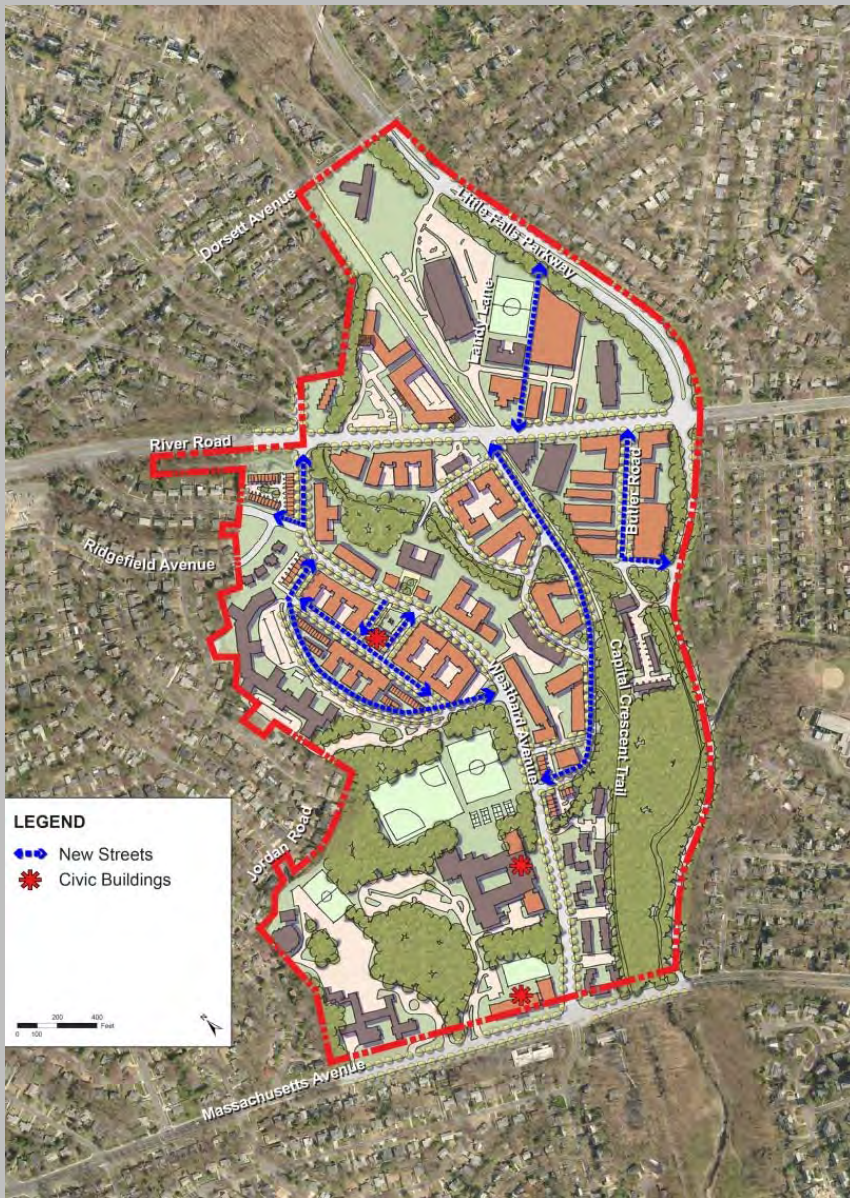 Dorsett Avenue
Little Falls Parkway
Landy Lane
River Road
Butler Road
Ridgefield Avenue
Westbard Avenue
Capital Crescent Trail
LEGEND
New Streets
Civic Buildings
Jordan Road
200 400
0 100 Feet
N
Massachusetts Avenue